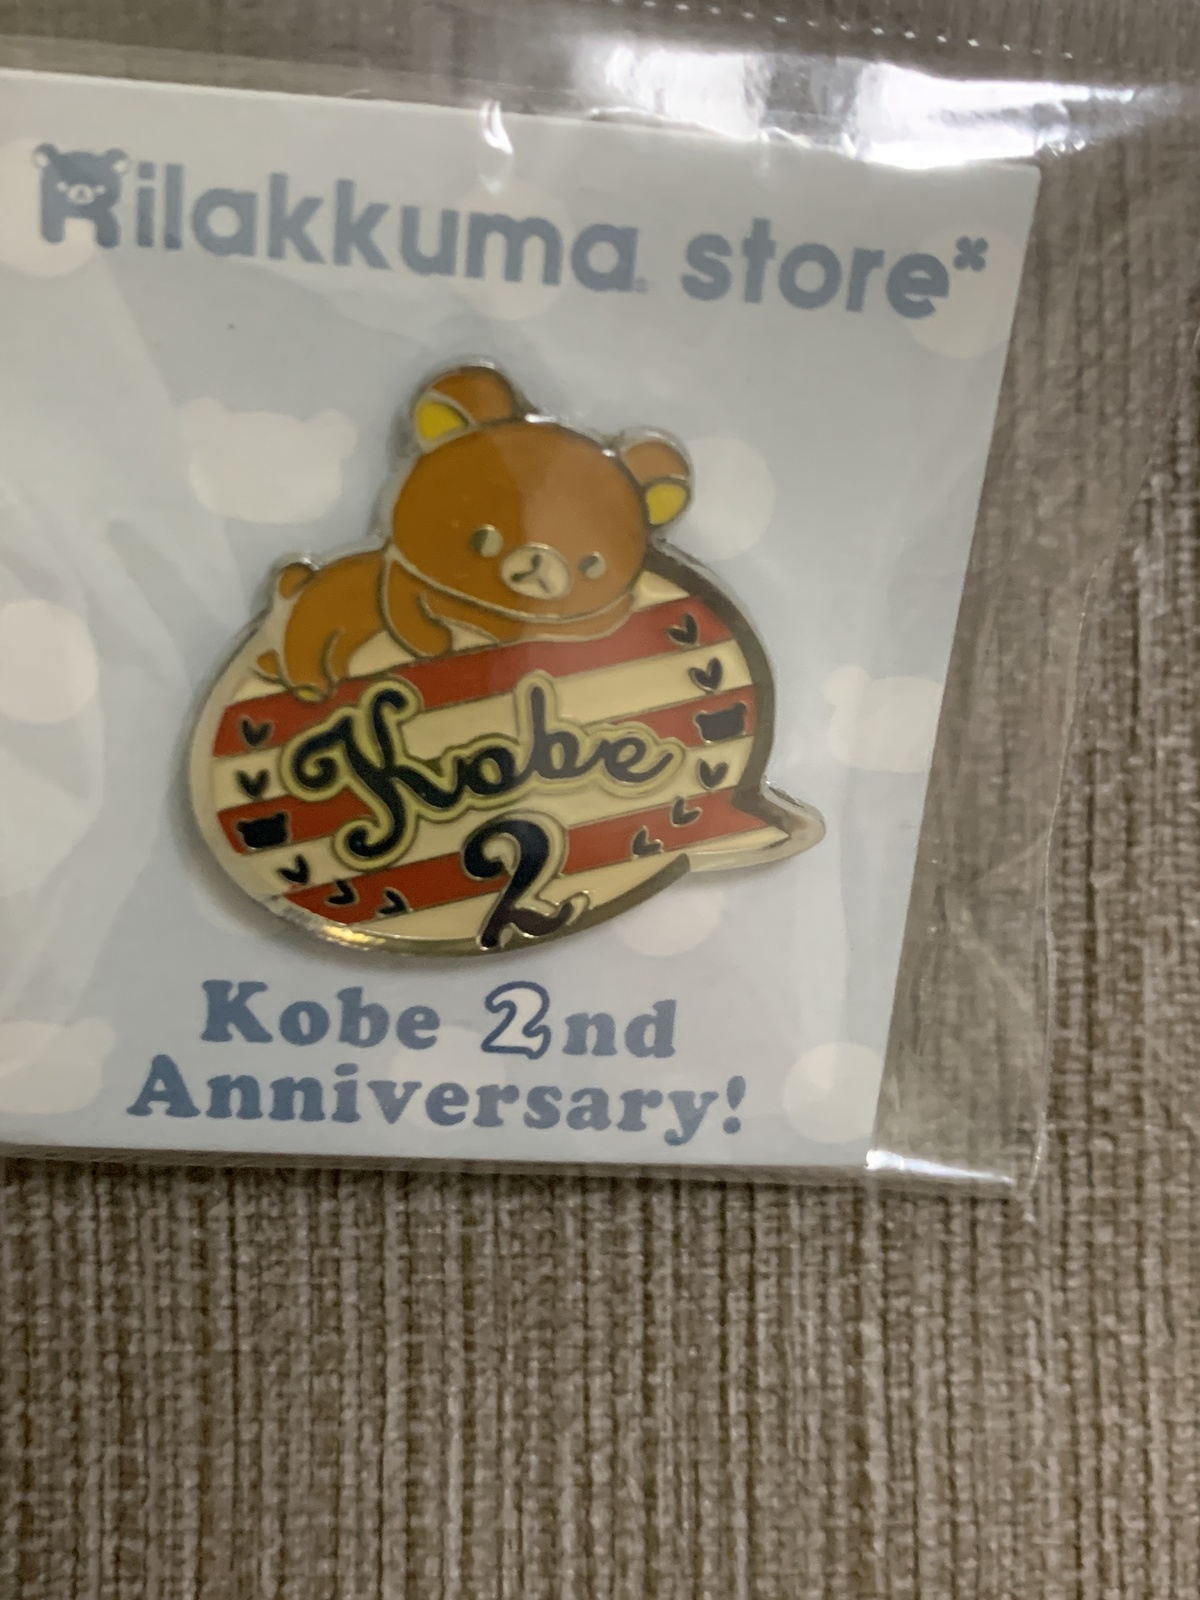 Rilakkuma store
Kobe
2
Kobe 2nd
Anniversary!